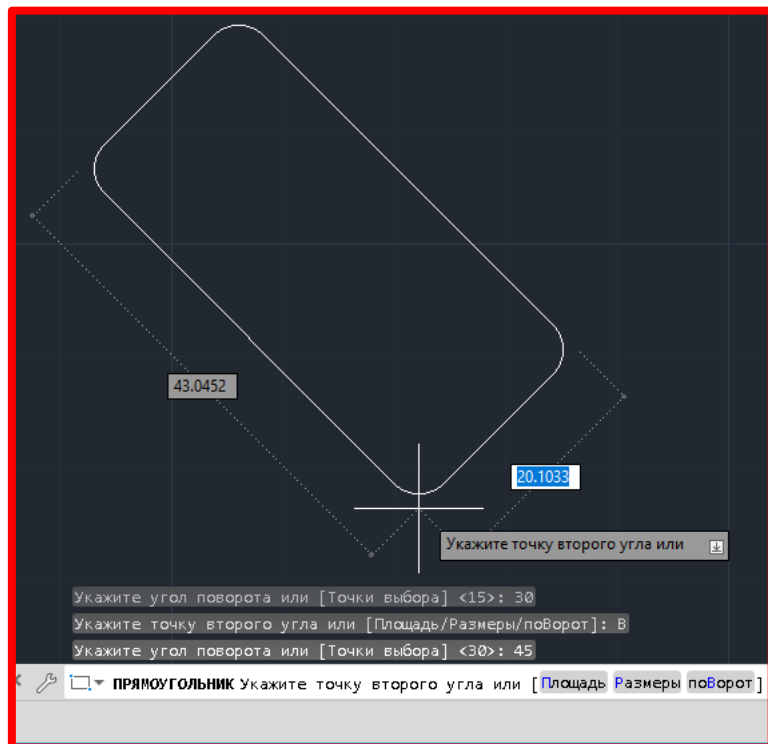 43.0452
20.1033
Укажите точку второго угла или
Укажите угол поворота или [Точки выбора] <15>: 30
Укажите точку второго угла или [Площадь/Размеры/поВорот]: В
Укажите угол поворота или [Точки выбора] <30>: 45
ПРЯМОУГОЛЬНИК Укажите точку второго угла или [Площадь Размеры поВорот]